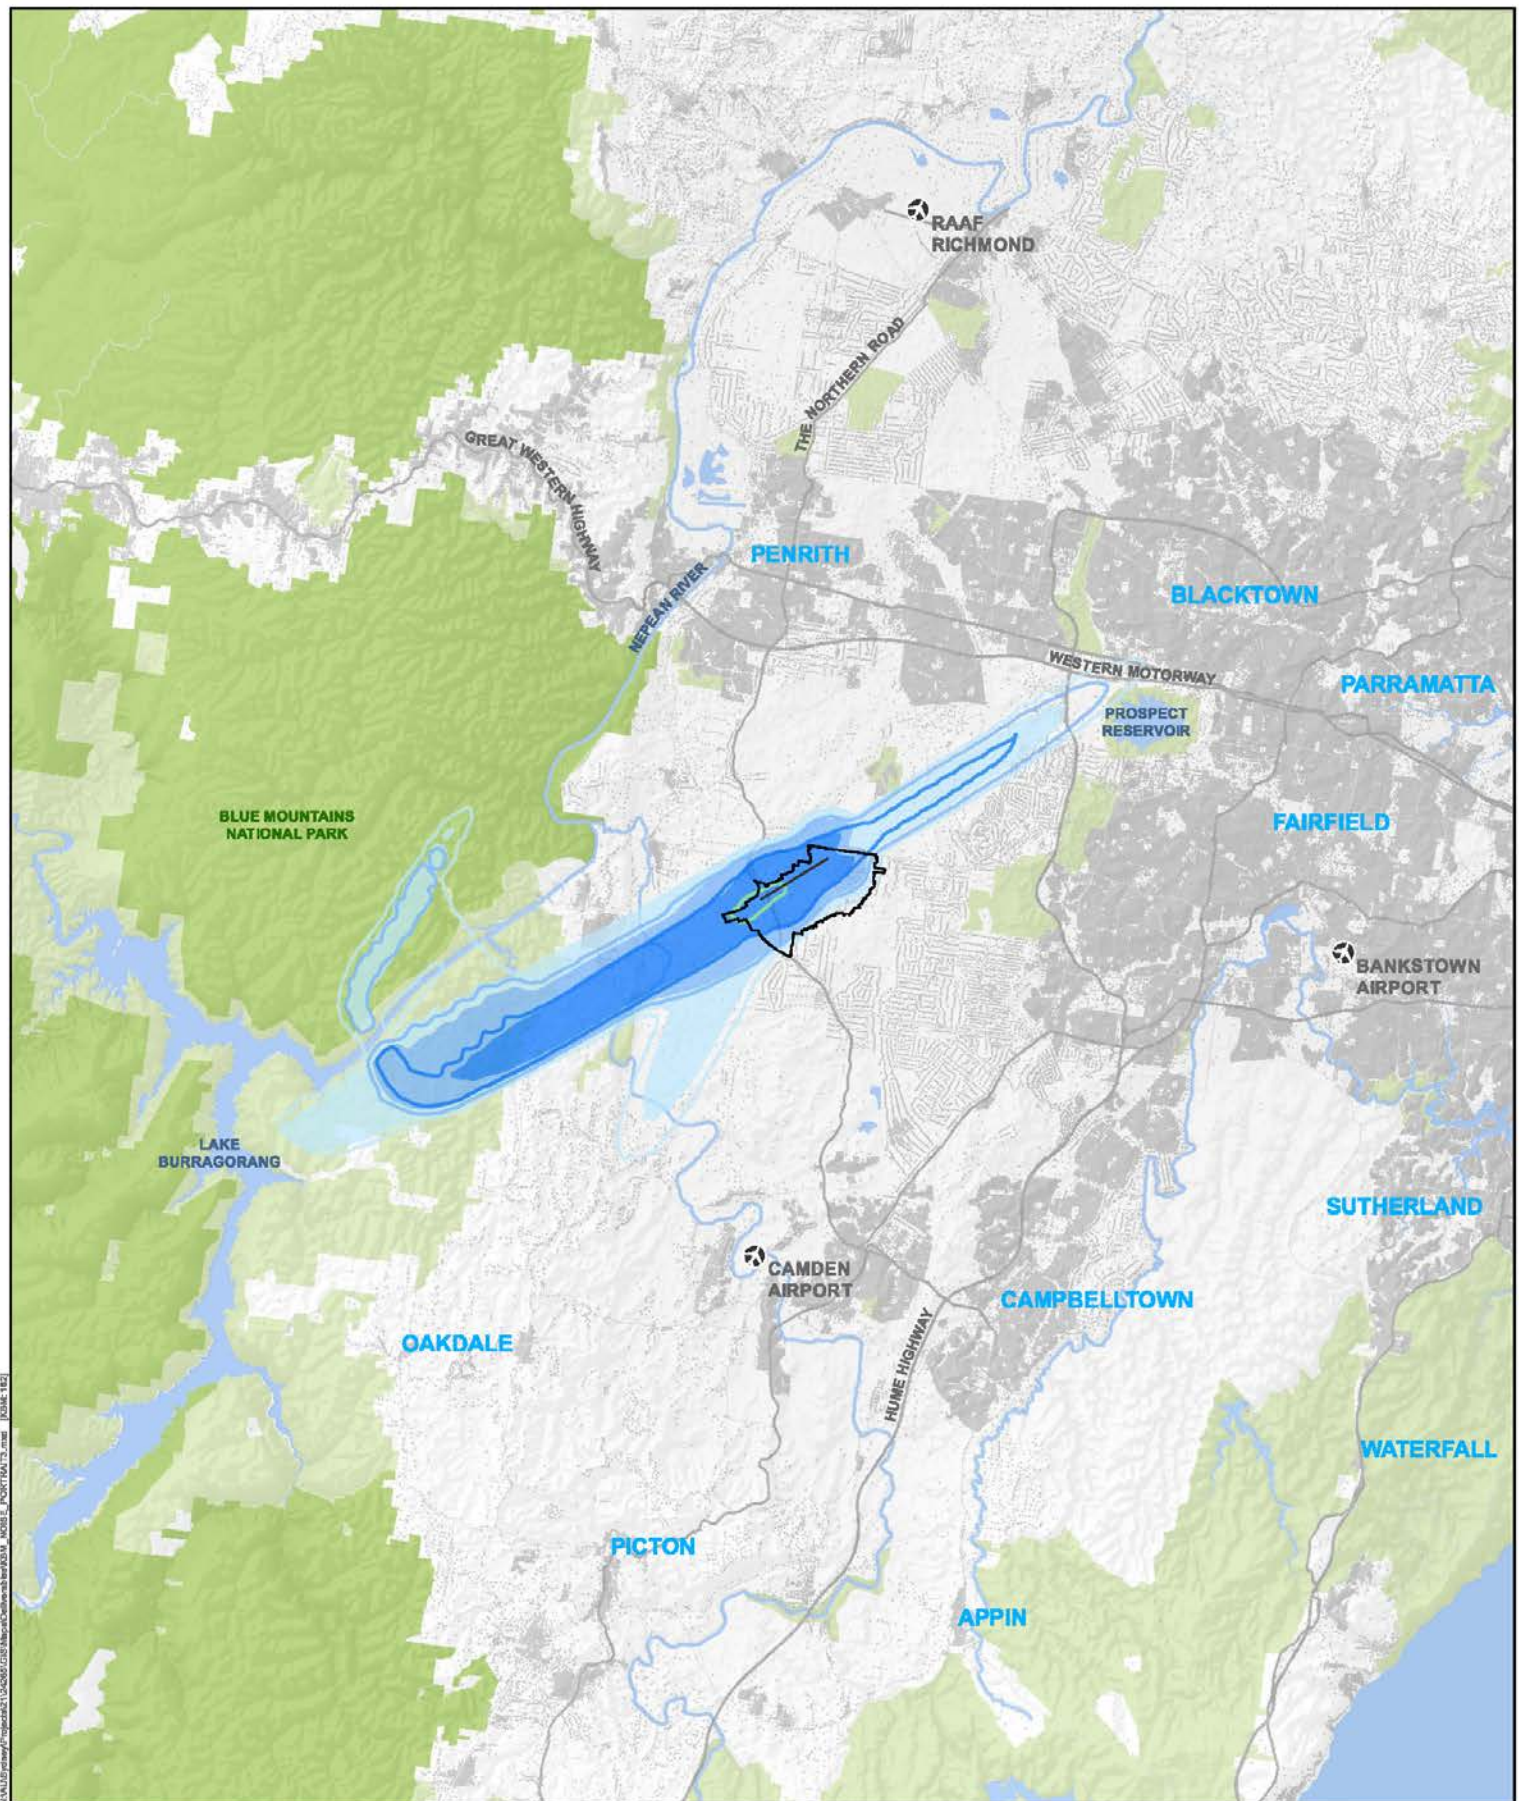 RAAF
RICHMOND
THE NORTHERN ROAD
GREAT WESTERN HIGHWAY
PENRITH
NEPEAN RIVER
BLACKTOWN
WESTERN MOTORWAY
PARRAMATTA
PROSPECT
RESERVOIR
BLUE MOUNTAINS
NATIONAL PARK
FAIRFIELD
BANKSTOWN
AIRPORT
LAKE
BURRAGORANG
SUTHERLAND
CAMDEN
AIRPORT
CAMPBELLTOWN
OAKDALE
HUME HIGHWAY
WATERFALL
PICTON
APPIN